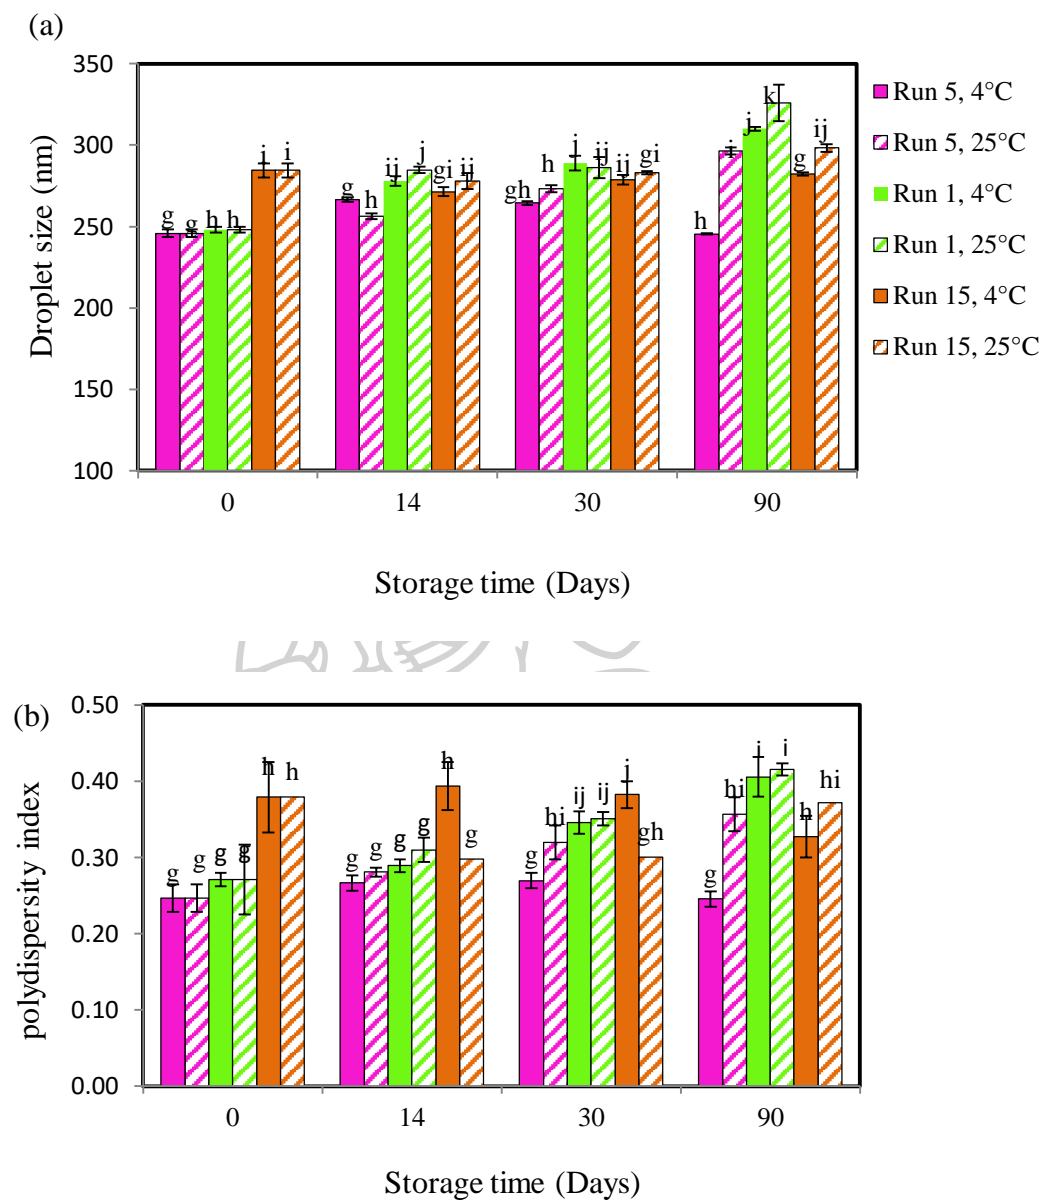 (a)
350
300
250
200
150
100
Droplet size (nm)
g g h h i i
g h ij j gi ij
gh h j ij ij gi
h i j k g ij
0 14 30 90
Storage time (Days)
Run 5, 4°C
Run 5, 25°C
Run 1, 4°C
Run 1, 25°C
Run 15, 4°C
Run 15, 25°C
(b)
0.50
0.40
0.30
0.20
0.10
0.00
polydispersity index
g g g g h h
g g g g h g
g hi ij ij j gh
g hi i i h hi
0 14 30 90
Storage time (Days)